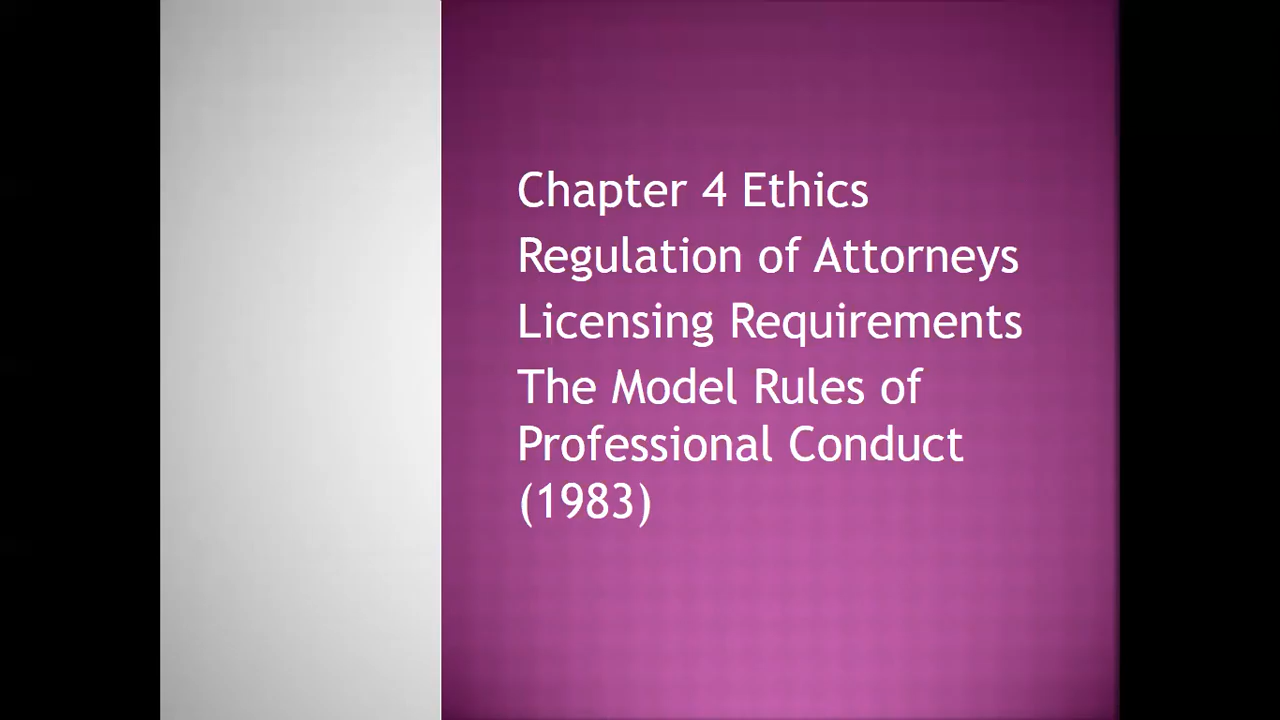 Chapter 4 Ethics
Regulation of Attorneys
Licensing Requirements
The Model Rules of
Professional Conduct
(1983)